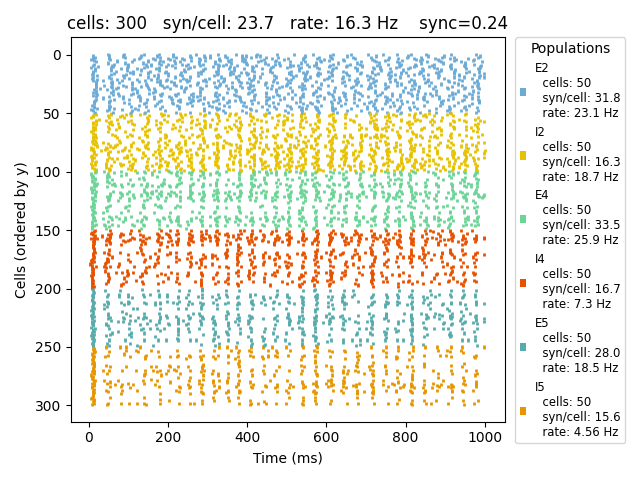 cells: 300 syn/cell: 23.7 rate: 16.3 Hz sync=0.24
Cells (ordered by y)
0
50
100
150
200
250
300
0 200 400 600 800 1000
Time (ms)
Populations
E2
cells: 50
syn/cell: 31.8
rate: 23.1 Hz
I2
cells: 50
syn/cell: 16.3
rate: 18.7 Hz
E4
cells: 50
syn/cell: 33.5
rate: 25.9 Hz
I4
cells: 50
syn/cell: 16.7
rate: 7.3 Hz
E5
cells: 50
syn/cell: 28.0
rate: 18.5 Hz
I5
cells: 50
syn/cell: 15.6
rate: 4.56 Hz